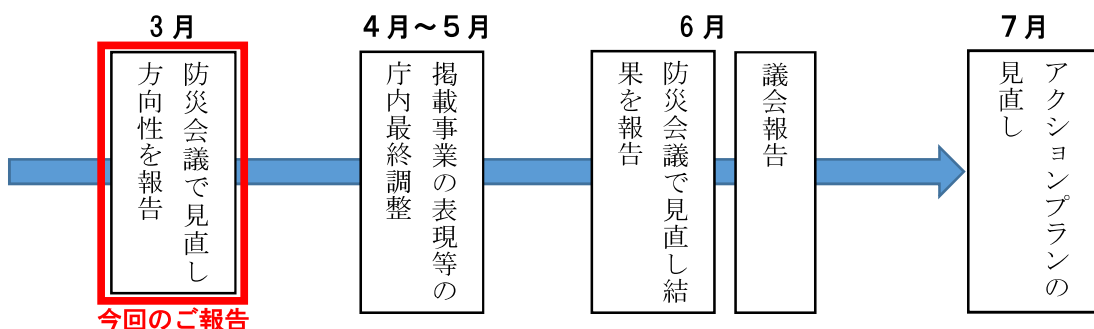 3月
防災会議で見直し
方向性を報告
今回のご報告
4月～5月
掲載事業の表現等の
庁内最終調整
6月
防災会議で見直し結
果を報告
議会報告
7月
アクションプランの
見直し